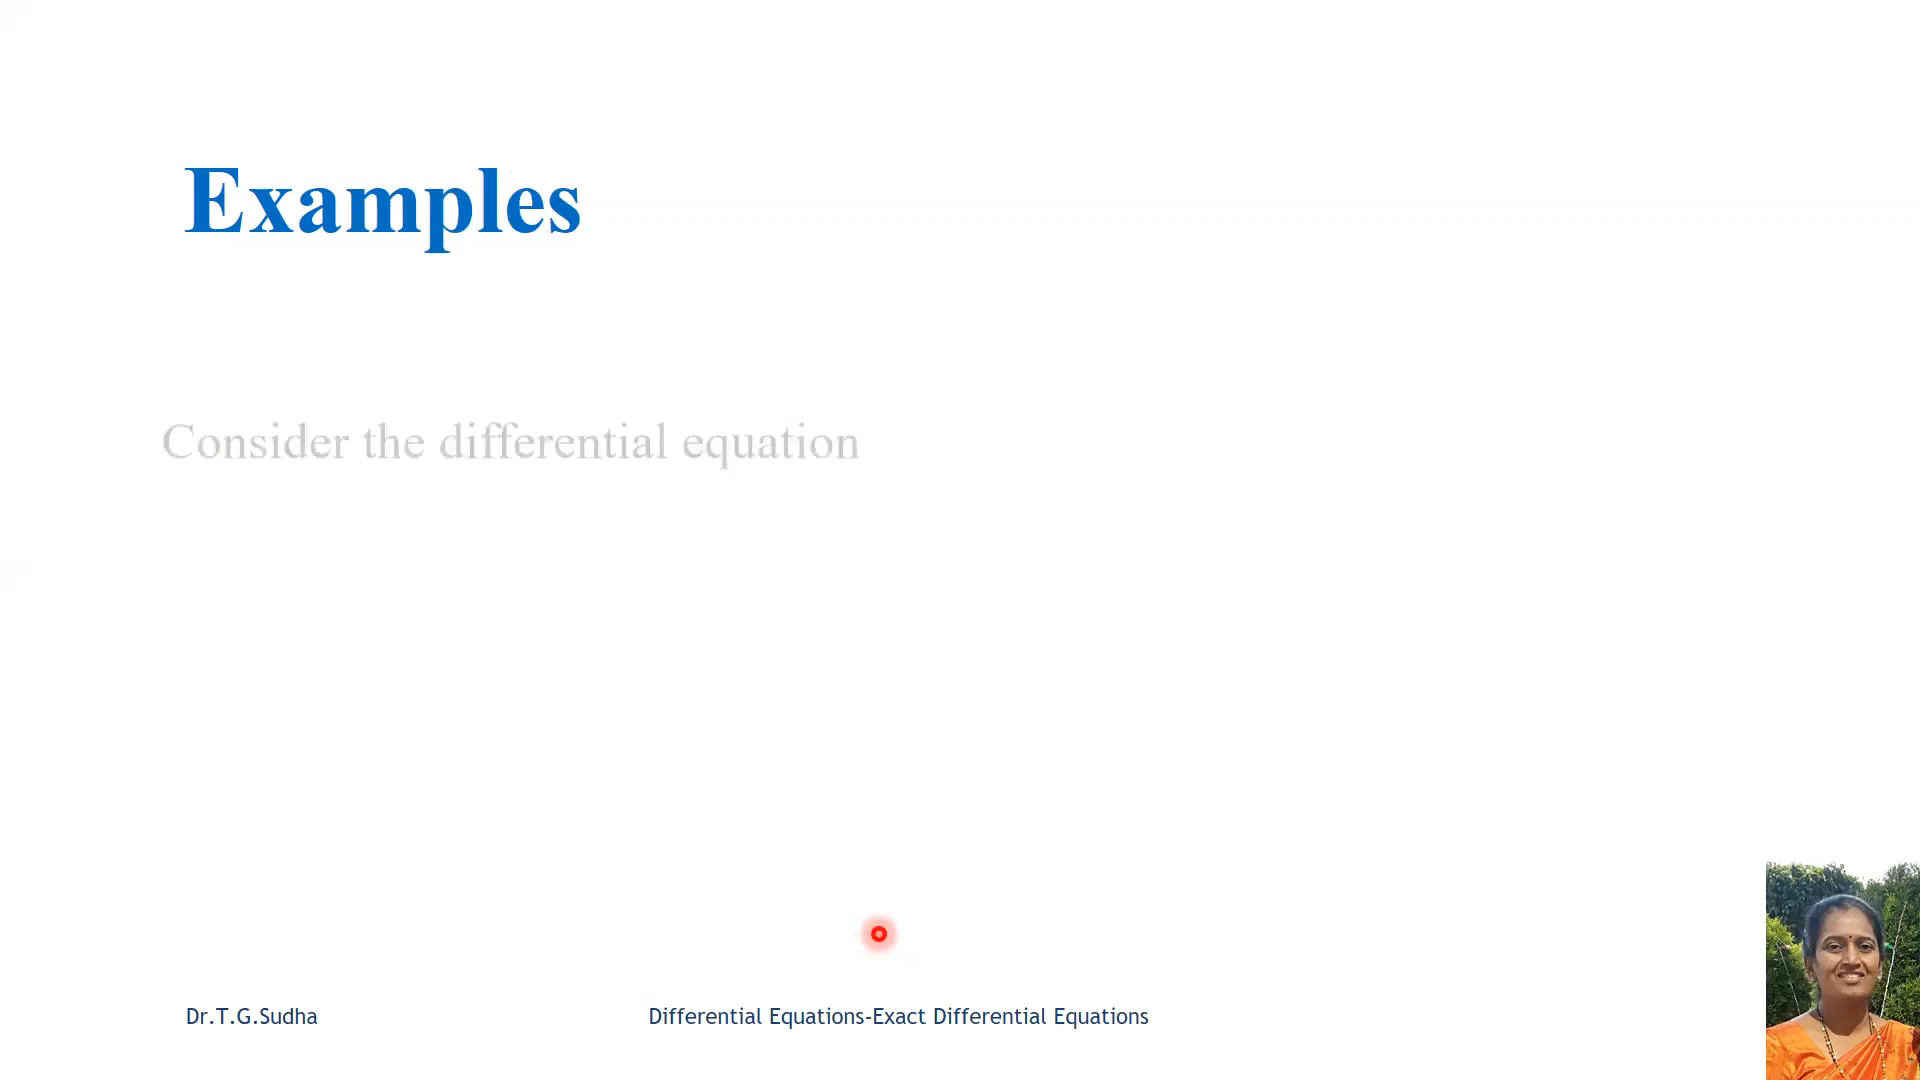 Examples
Consider the differential equation
Dr.T.G.Sudha
Differential Equations-Exact Differential Equations